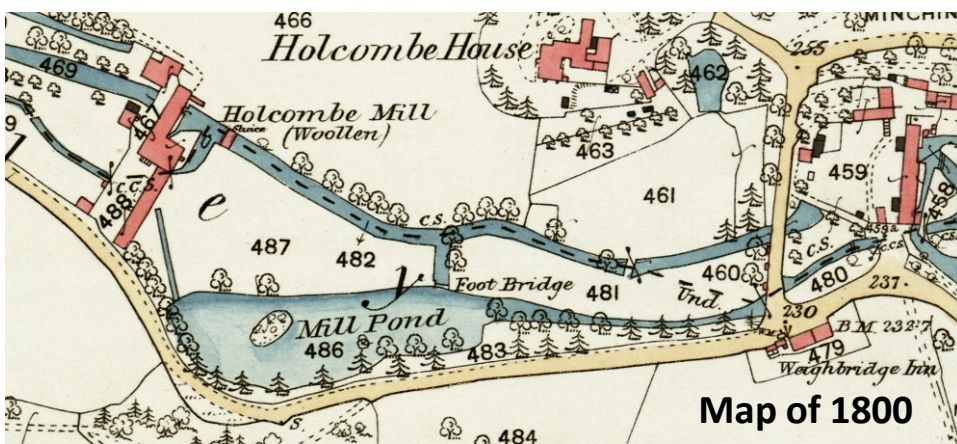 466
MINCHIN
Holcombe House
255
469
462
467
Holcombe Mill
(Woollen)
Sluice
463
459
458
461
C.C.S.
488
e
C.S.
487
482
C.S.
460
480
459a
Foot Bridge
481
Und.
237
y
230
B.M. 232·7
Mill Pond
486
483
479
Weighbridge Inn
S.
484
Map of 1800